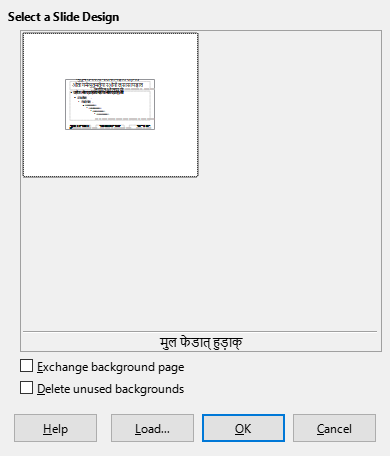 Select a Slide Design
मुल फेडात् हुड़ाक्
Exchange background page
Delete unused backgrounds
Help
Load...
OK
Cancel